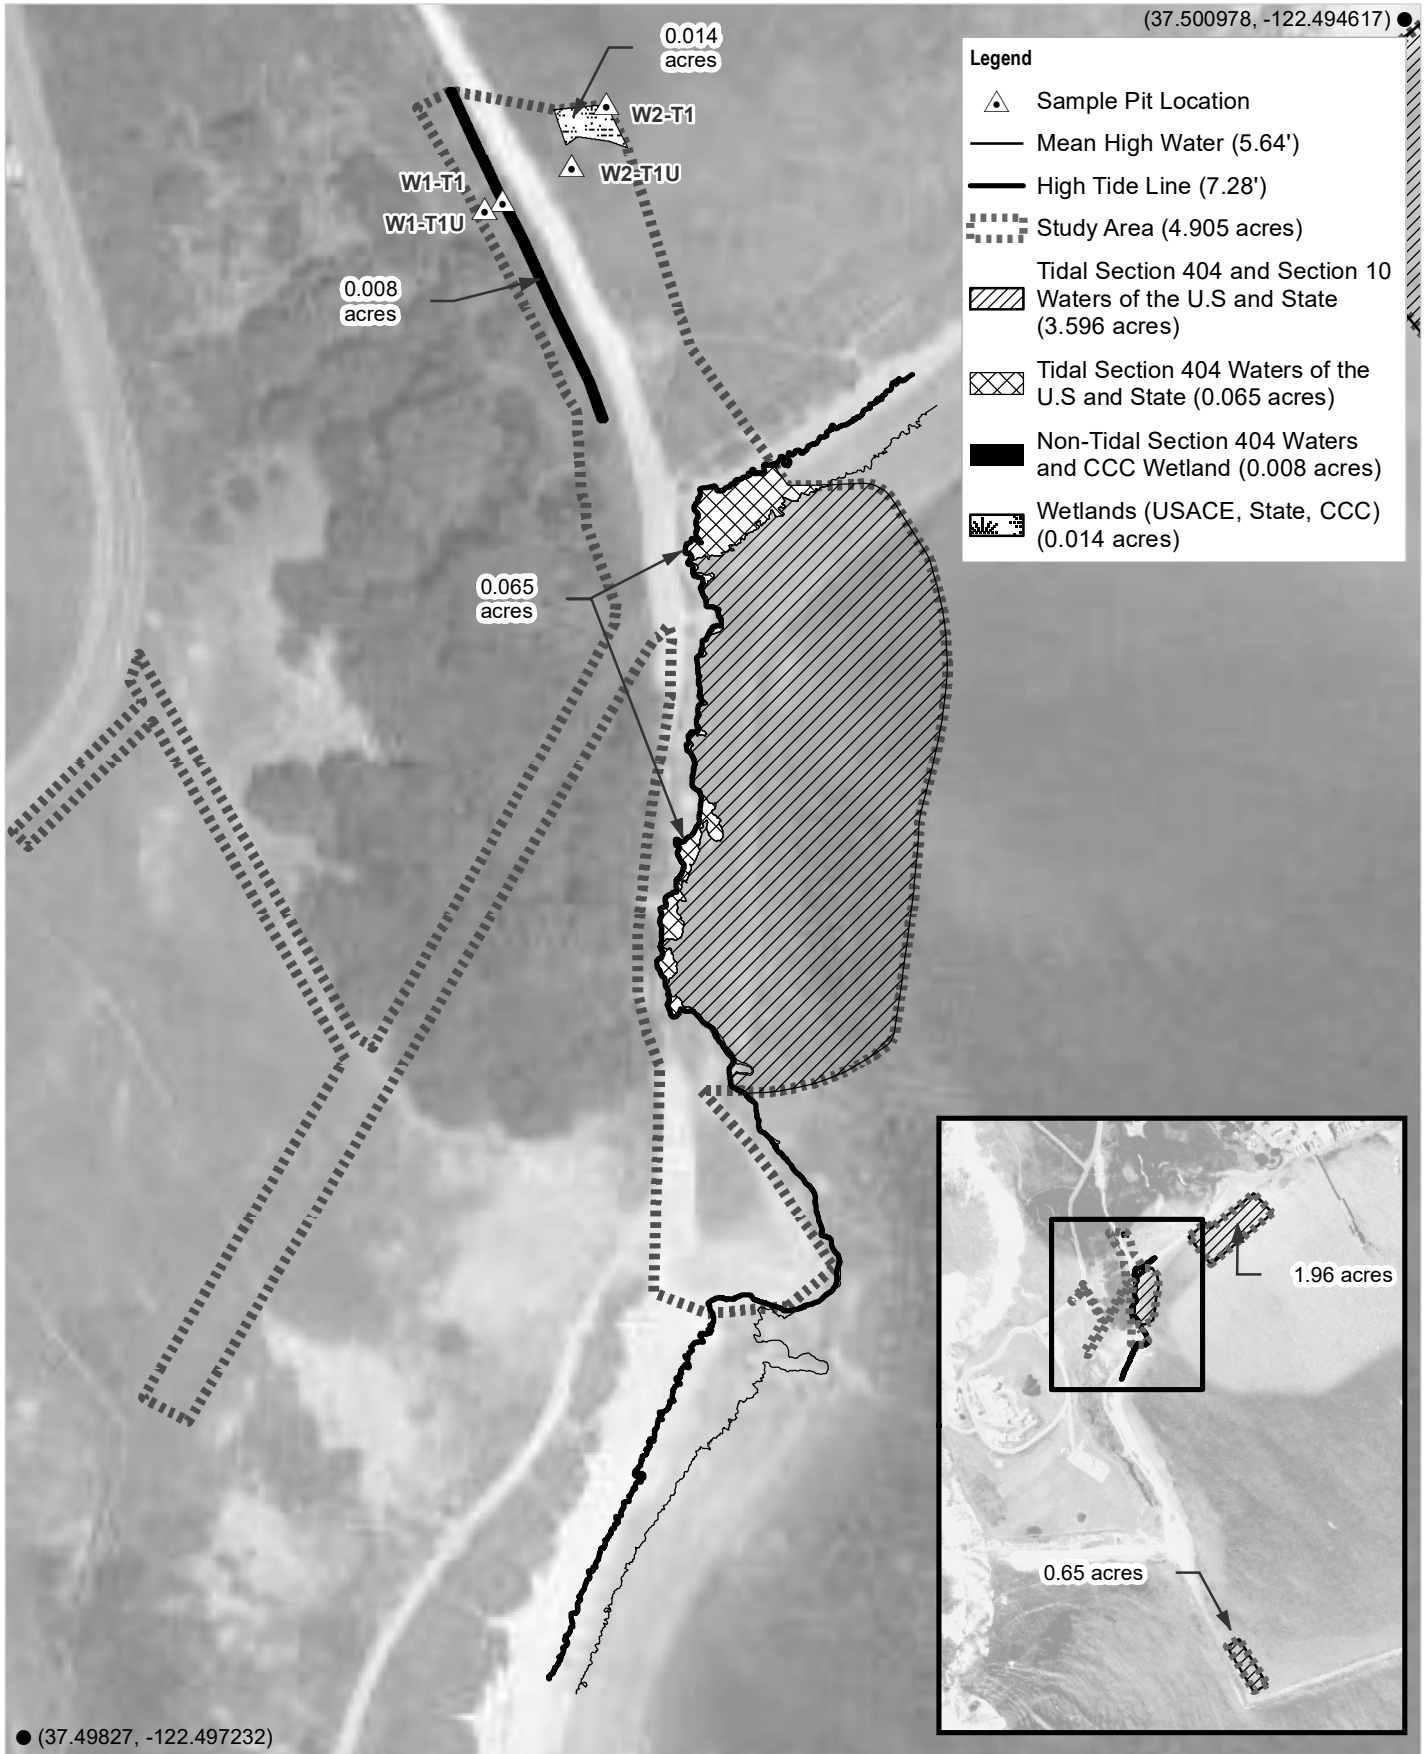 (37.500978, -122.494617)
0.014
acres
W2-T1
W2-T1U
W1-T1
W1-T1U
0.008
acres
0.065
acres
Legend
Sample Pit Location
Mean High Water (5.64')
High Tide Line (7.28')
Study Area (4.905 acres)
Tidal Section 404 and Section 10
Waters of the U.S and State
(3.596 acres)
Tidal Section 404 Waters of the
U.S and State (0.065 acres)
Non-Tidal Section 404 Waters
and CCC Wetland (0.008 acres)
Wetlands (USACE, State, CCC)
(0.014 acres)
1.96 acres
0.65 acres
(37.49827, -122.497232)